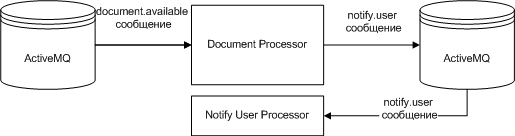 document.available
сообщение
notify.user
сообщение
ActiveMQ
Document Processor
ActiveMQ
Notify User Processor
notify.user
сообщение